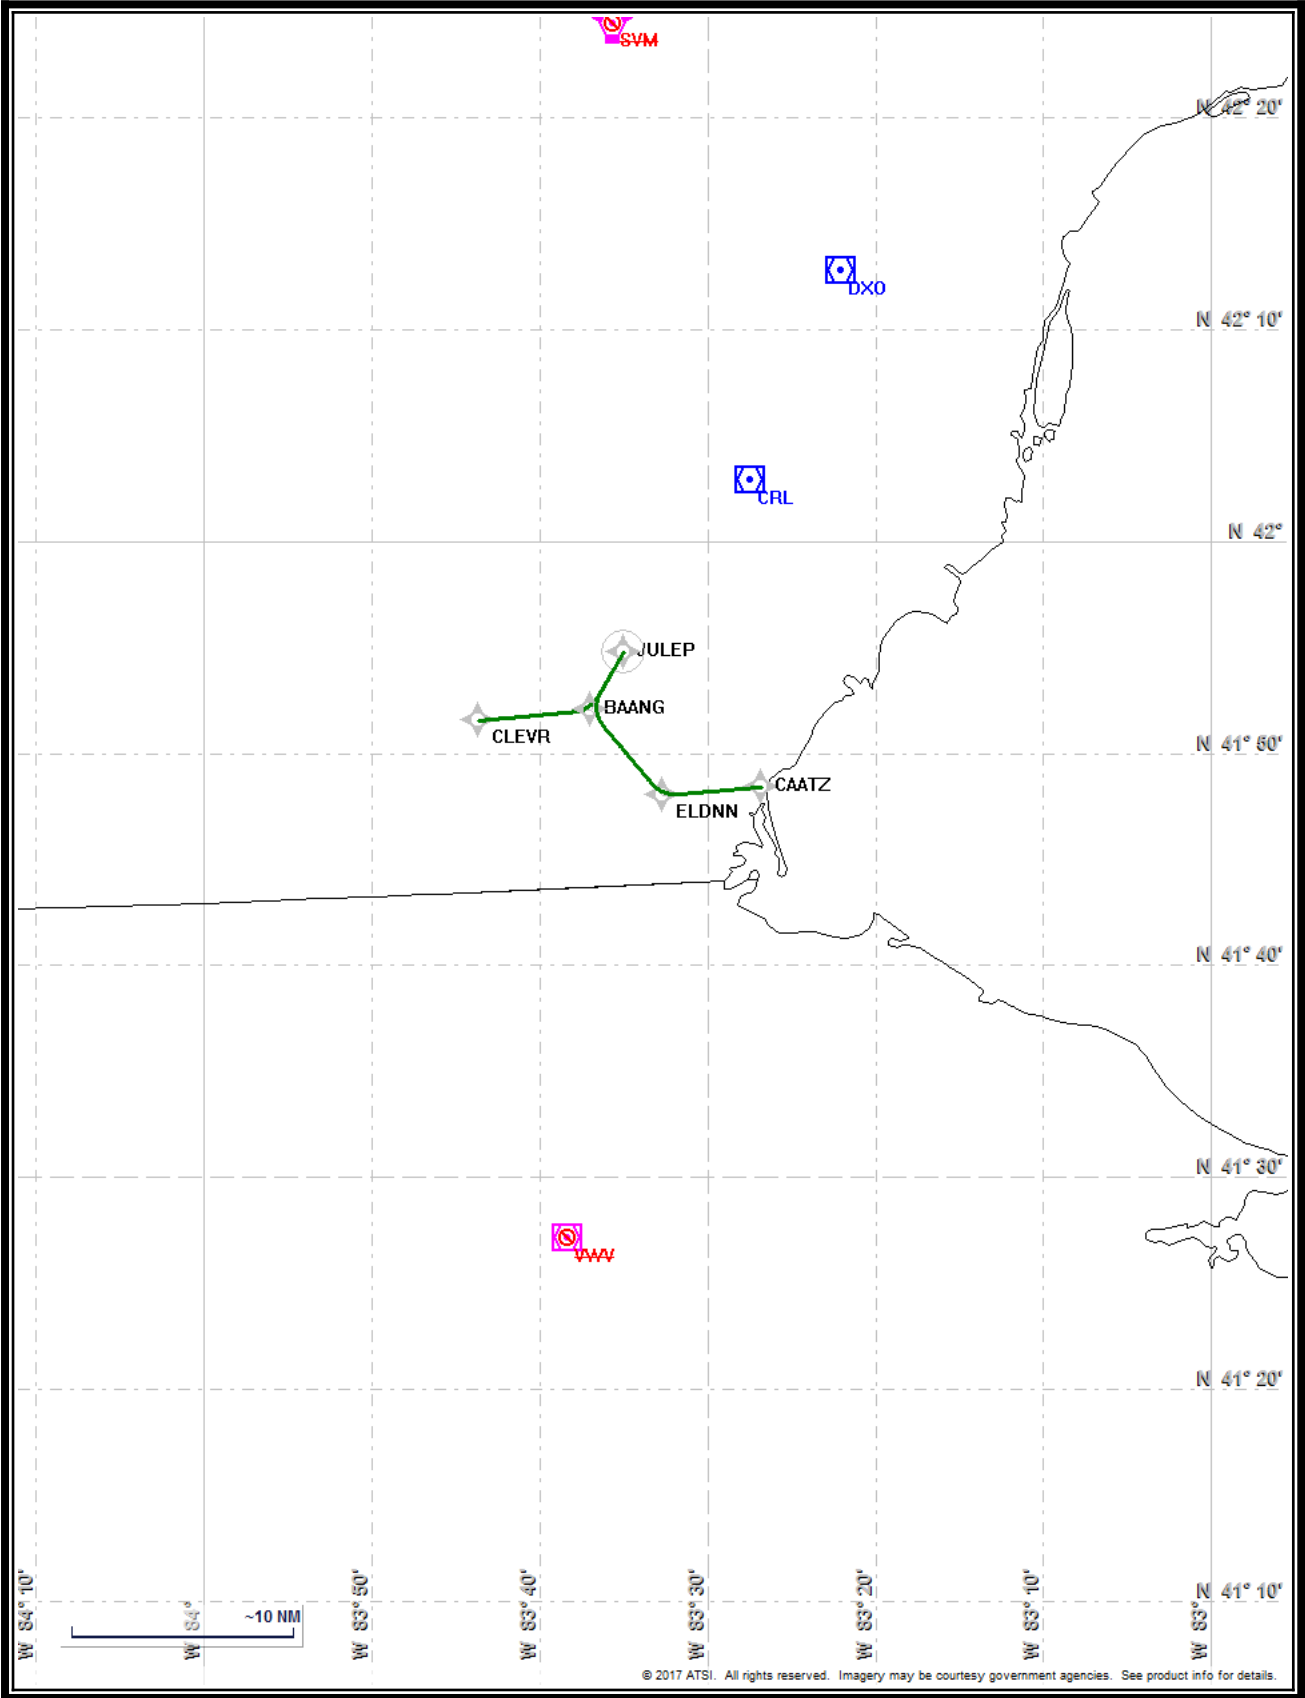 SVM
N 42° 20'
DXO
N 42° 10'
CRL
N 42°
JULEP
BAANG
CLEVR
N 41° 50'
CAATZ
ELDNN
N 41° 40'
N 41° 30'
VWV
N 41° 20'
N 41° 10'
W 84° 10'
W 84°
W 83° 50'
W 83° 40'
W 83° 30'
W 83° 20'
W 83° 10'
W 83°
~10 NM
© 2017 ATSI. All rights reserved. Imagery may be courtesy government agencies. See product info for details.